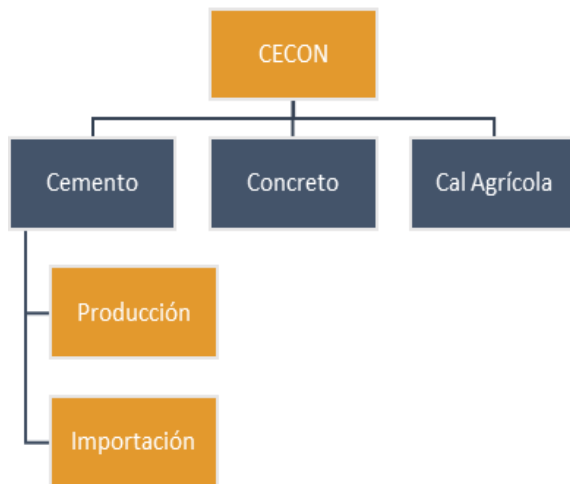 CECON
Cemento
Concreto
Cal Agrícola
Producción
Importación